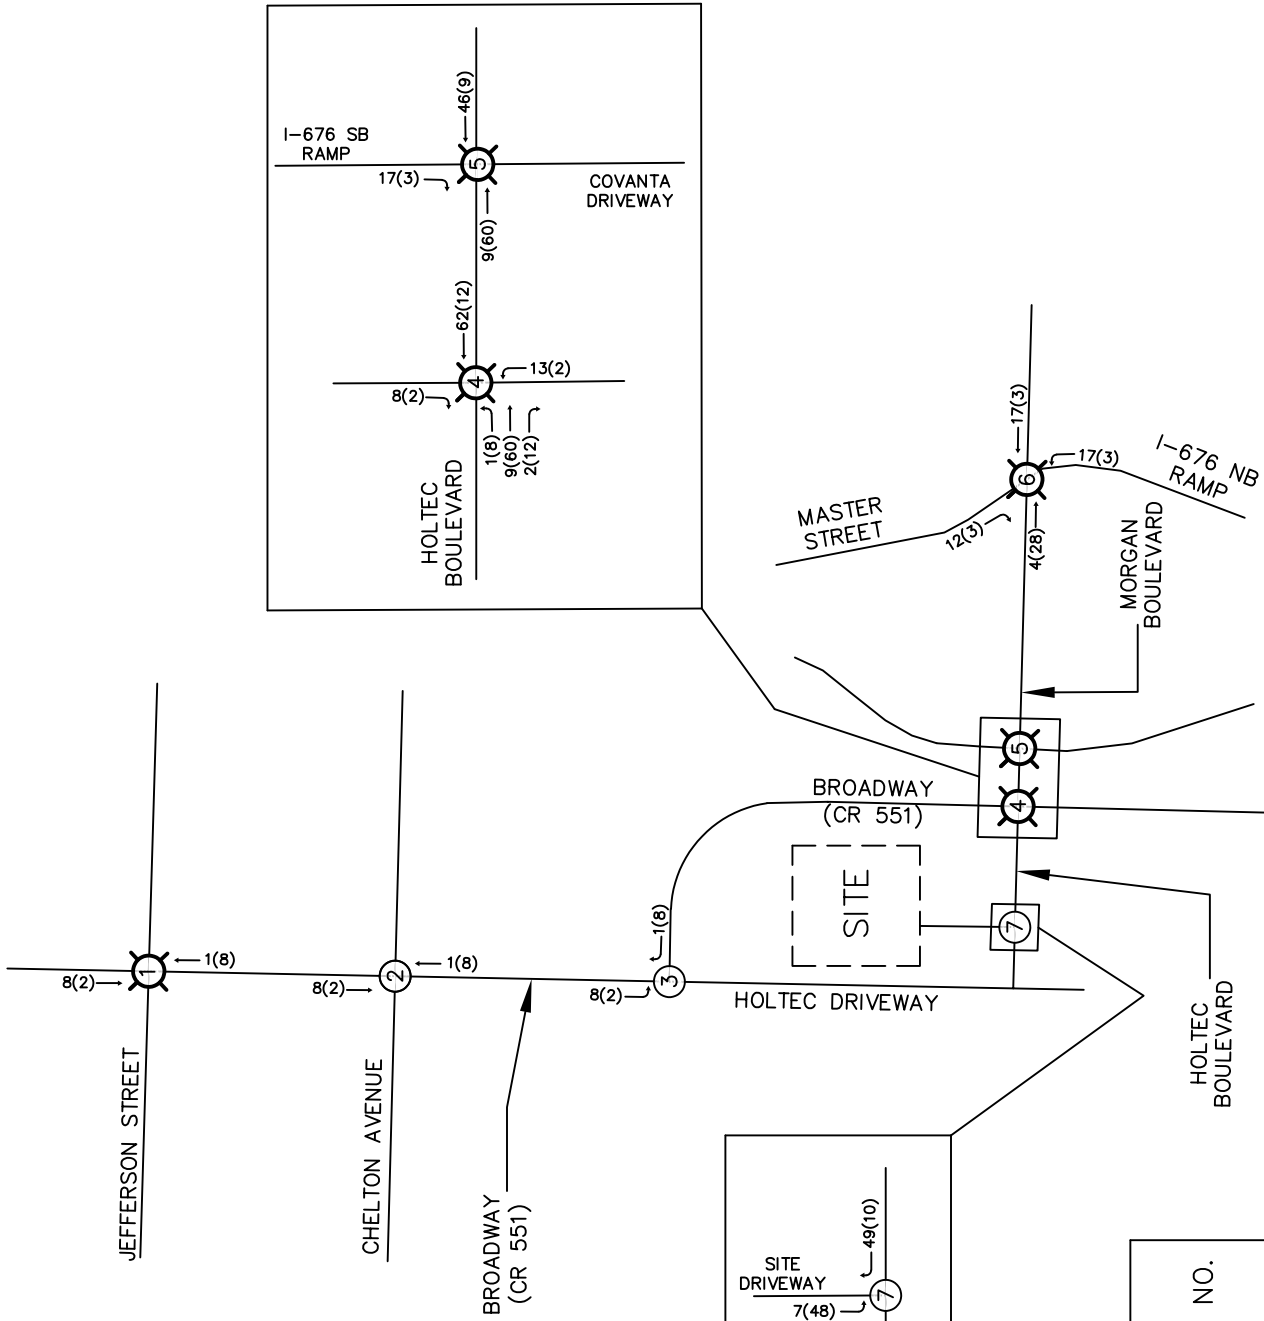 I-676 SB
RAMP
46(9)
17(3)
5
COVANTA
DRIVEWAY
9(60)
62(12)
4
13(2)
8(2)
1(8)
9(60)
2(12)
HOLTEC
BOULEVARD
17(3)
6
17(3)
I-676 NB
RAMP
MASTER
STREET
12(3)
4(28)
MORGAN
BOULEVARD
5
4
BROADWAY
(CR 551)
SITE
7
HOLTEC
BOULEVARD
1
8(2)
1(8)
JEFFERSON STREET
2
8(2)
1(8)
CHELTON AVENUE
3
8(2)
1(8)
HOLTEC DRIVEWAY
BROADWAY
(CR 551)
SITE
DRIVEWAY
49(10)
7(48)
7
NO.